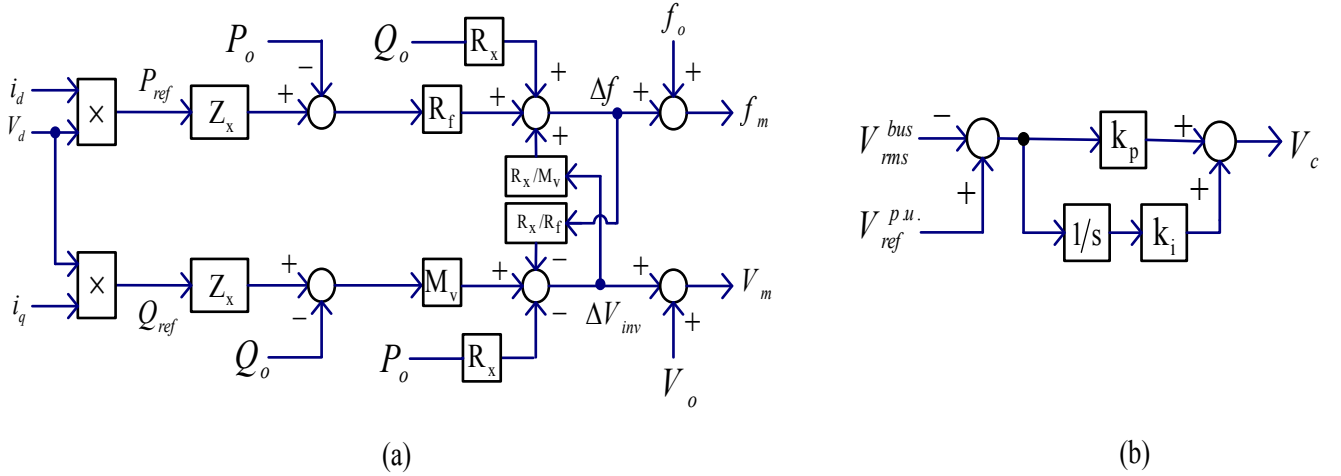 P_o
Q_o
R_x
f_o
−
+
+
i_d
P_ref
Z_x
+
R_f
+
Δf
+
f_m
V_d
×
+
R_x/M_v
R_x/R_f
−
i_q
×
Q_ref
Z_x
+
−
M_v
+
−
ΔV_inv
+
+
V_m
Q_o
P_o
R_x
V_o
(a)
V_rms^bus
−
+
V_ref^p.u.
k_p
+
V_c
1/s
k_i
+
(b)